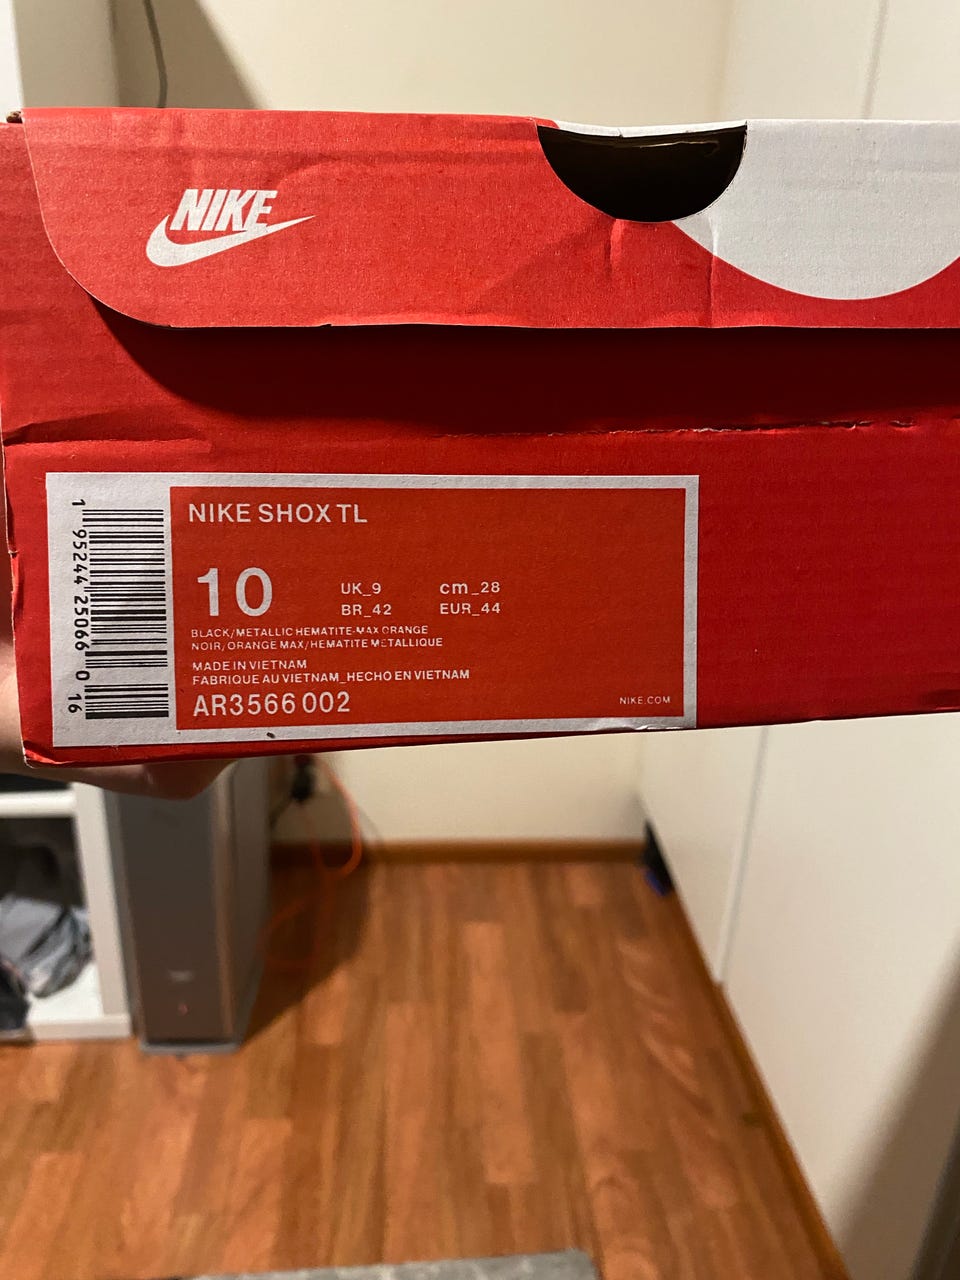 NIKE
NIKE SHOX TL
10
UK_9 cm_28
BR_42 EUR_44
BLACK/METALLIC HEMATITE-MAX ORANGE
NOIR/ORANGE MAX/HEMATITE METALLIQUE
MADE IN VIETNAM
FABRIQUE AU VIETNAM_HECHO EN VIETNAM
AR3566 002
NIKE.COM
1 95244 25066 0 16